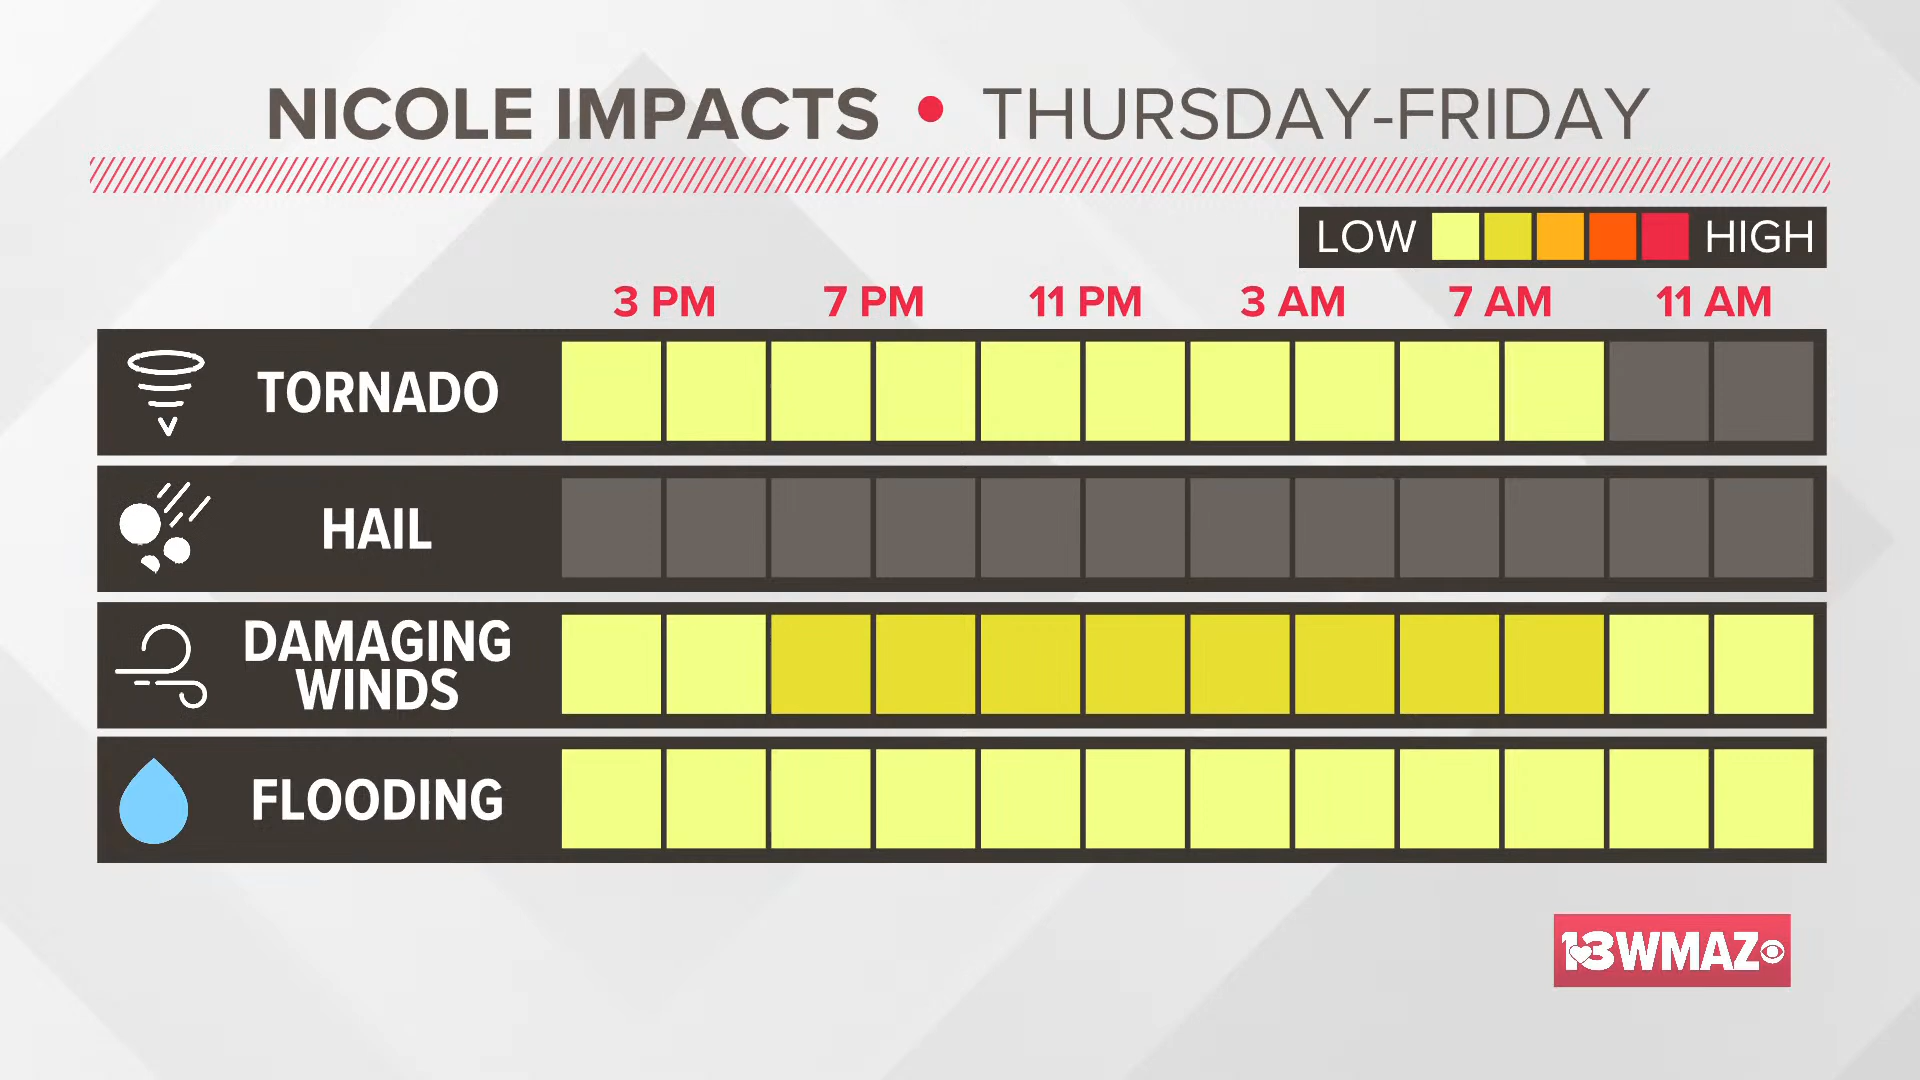 NICOLE IMPACTS • THURSDAY-FRIDAY
LOW HIGH
3 PM 7 PM 11 PM 3 AM 7 AM 11 AM
TORNADO
HAIL
DAMAGING
WINDS
FLOODING
13WMAZ